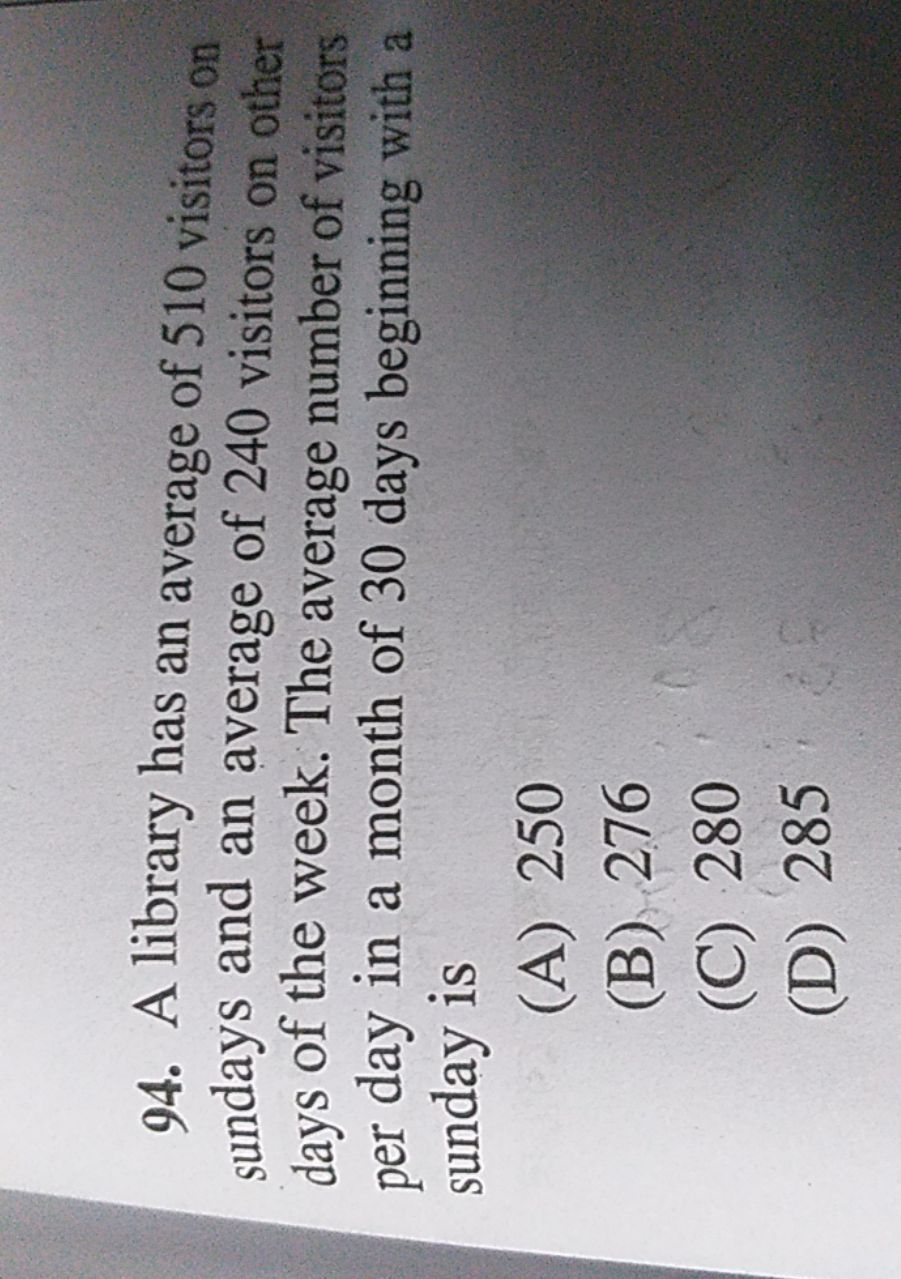 94. A library has an average of 510 visitors on
sundays and an average of 240 visitors on other
days of the week. The average number of visitors
per day in a month of 30 days beginning with a
sunday is
(A) 250
(B) 276
(C) 280
(D) 285